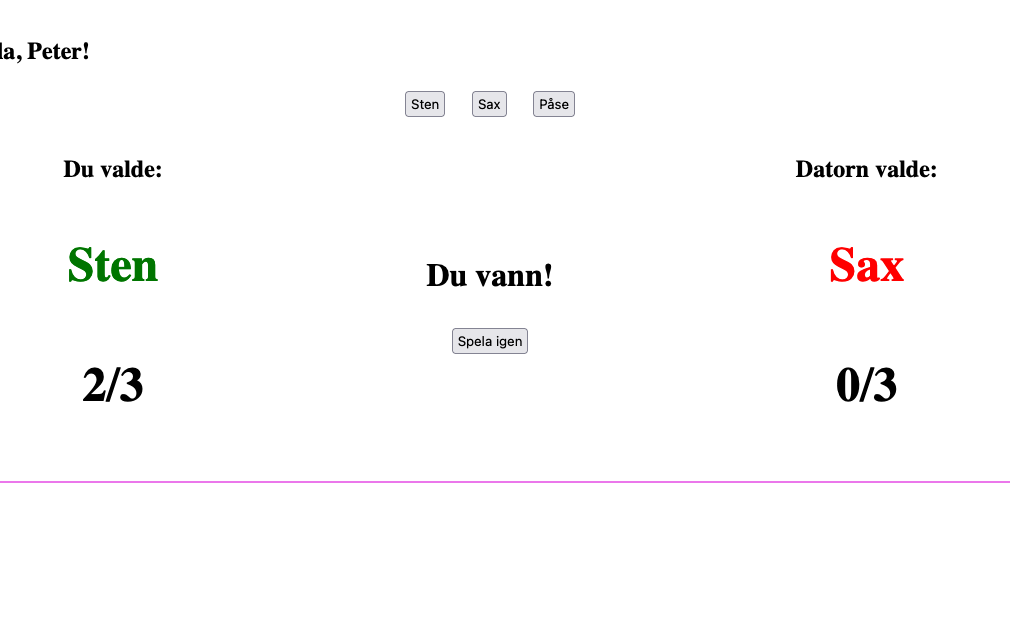 la, Peter!
Sten Sax Påse
Du valde:
Datorn valde:
Sten
Du vann!
Sax
Spela igen
2/3
0/3